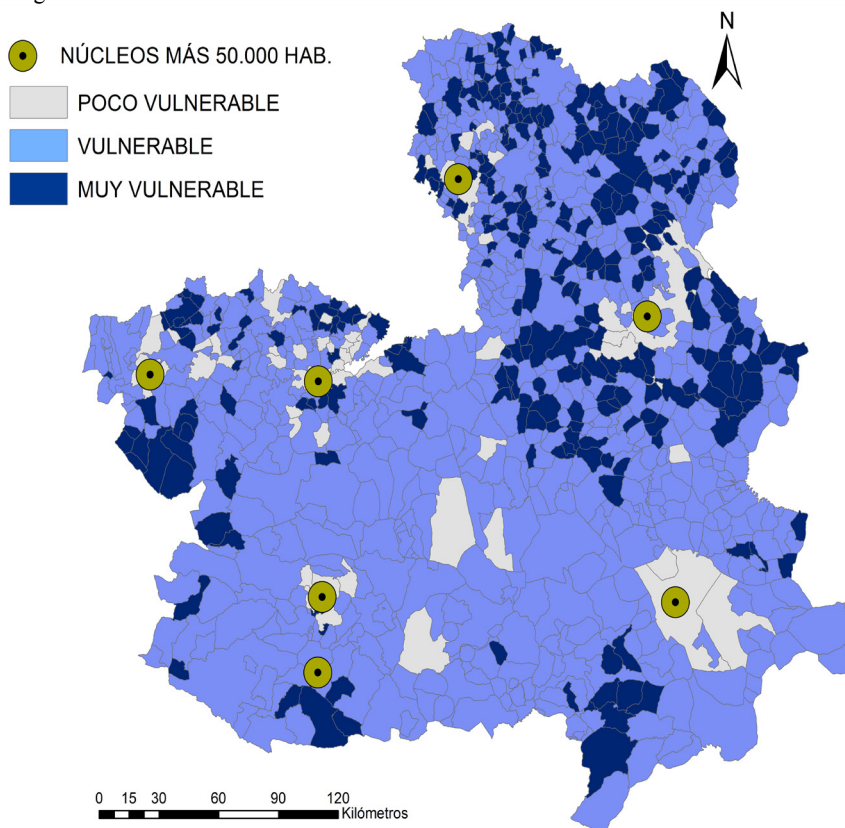 N
NÚCLEOS MÁS 50.000 HAB.
POCO VULNERABLE
VULNERABLE
MUY VULNERABLE
0 15 30 60 90 120
Kilómetros